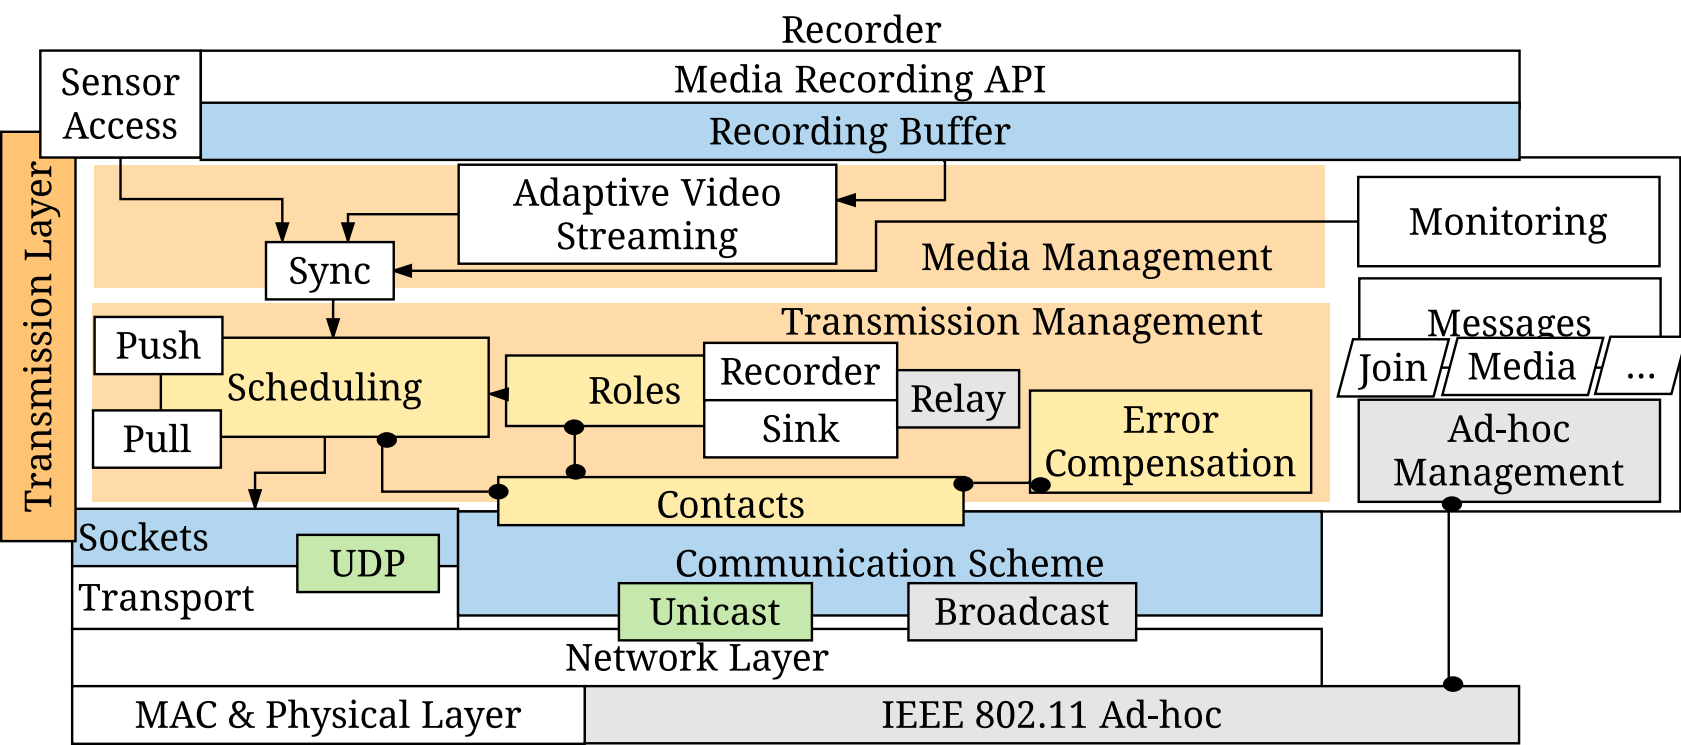 Recorder
Sensor
Access
Media Recording API
Recording Buffer
Transmission Layer
Adaptive Video
Streaming
Monitoring
Media Management
Sync
Messages
Join
Media
...
Transmission Management
Push
Scheduling
Pull
Roles
Recorder
Sink
Relay
Error
Compensation
Ad-hoc
Management
Contacts
Sockets
UDP
Transport
Communication Scheme
Unicast
Broadcast
Network Layer
MAC & Physical Layer
IEEE 802.11 Ad-hoc